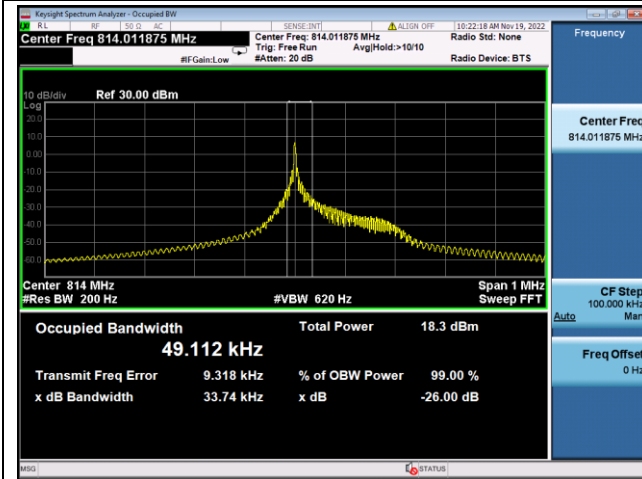 Keysight Spectrum Analyzer - Occupied BW
RL RF 50 Ω AC SENSE:INT ALIGN OFF 10:22:18 AM Nov 19, 2022
Center Freq 814.011875 MHz
Center Freq: 814.011875 MHz
Radio Std: None
Trig: Free Run Avg|Hold:>10/10
#IFGain:Low #Atten: 20 dB Radio Device: BTS
10 dB/div Ref 30.00 dBm
Log
20.0
10.0
0.00
-10.0
-20.0
-30.0
-40.0
-50.0
-60.0
Center 814 MHz Span 1 MHz
#Res BW 200 Hz #VBW 620 Hz Sweep FFT
Occupied Bandwidth Total Power 18.3 dBm
49.112 kHz
Transmit Freq Error 9.318 kHz % of OBW Power 99.00 %
x dB Bandwidth 33.74 kHz x dB -26.00 dB
MSG STATUS
Frequency
Center Freq
814.011875 MHz
CF Step
100.000 kHz
Auto Man
Freq Offset
0 Hz